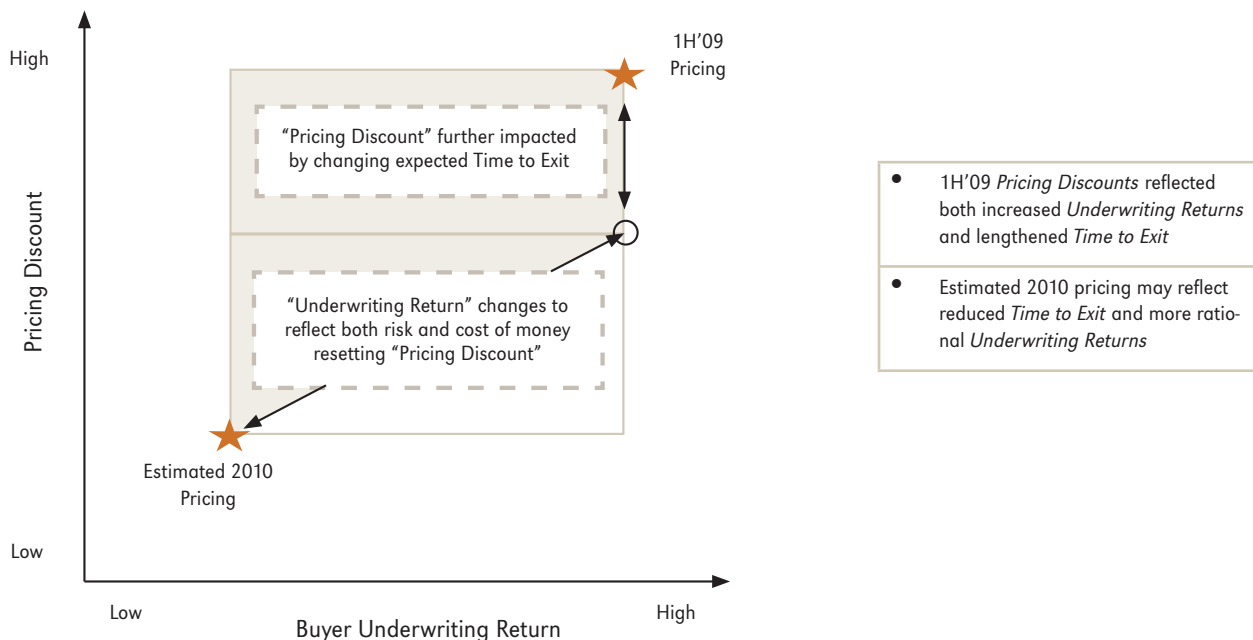 High
1H’09
Pricing
“Pricing Discount” further impacted
by changing expected Time to Exit
Pricing Discount
“Underwriting Return” changes to
reflect both risk and cost of money
resetting “Pricing Discount”
Estimated 2010
Pricing
Low
Low
High
Buyer Underwriting Return
• 1H’09 Pricing Discounts reflected
both increased Underwriting Returns
and lengthened Time to Exit
• Estimated 2010 pricing may reflect
reduced Time to Exit and more ratio-
nal Underwriting Returns